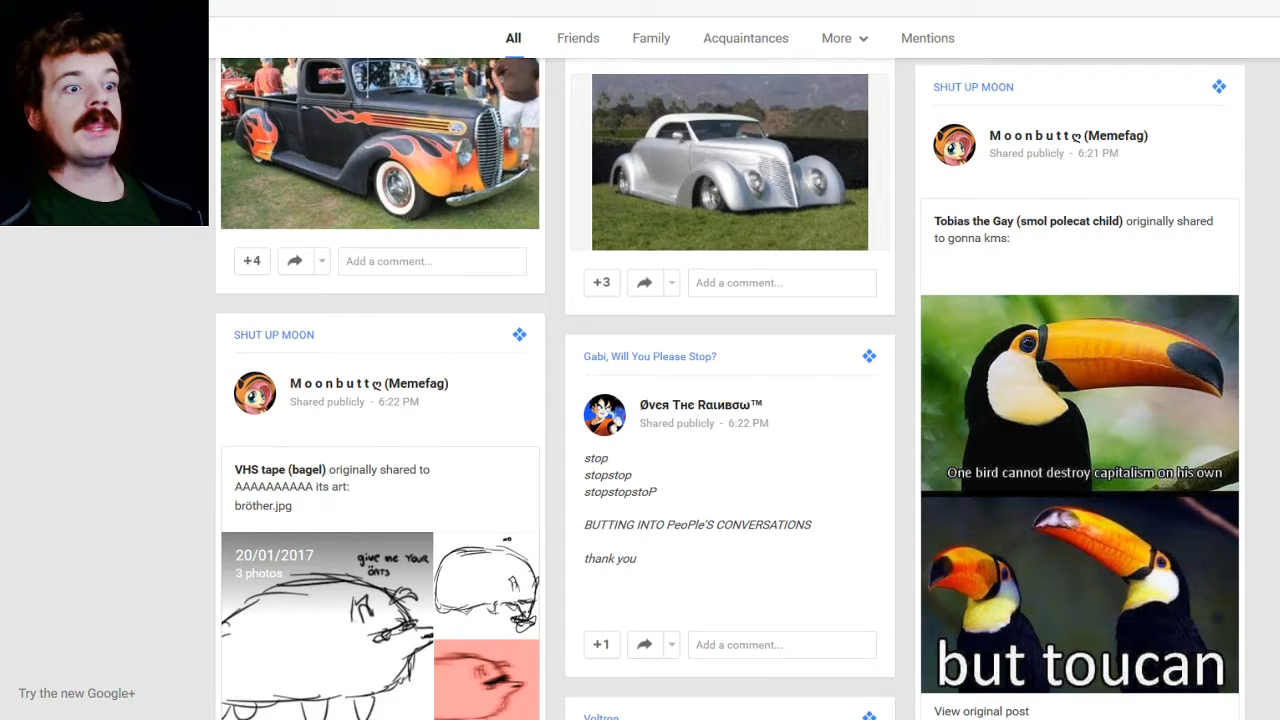 All
Friends
Family
Acquaintances
More
Mentions
+4
Add a comment...
SHUT UP MOON
M o o n b u t t ღ (Memefag)
Shared publicly - 6:22 PM
VHS tape (bagel) originally shared to
AAAAAAAAAA its art:
bröther.jpg
20/01/2017
3 photos
give me YOUR
ÖATS
+3
Add a comment...
Gabi, Will You Please Stop?
Øvєя Tнє Raιивσω™
Shared publicly - 6:22 PM
stop
stopstop
stopstopstoP
BUTTING INTO PeoPle'S CONVERSATIONS
thank you
+1
Add a comment...
Voltron
SHUT UP MOON
M o o n b u t t ღ (Memefag)
Shared publicly - 6:21 PM
Tobias the Gay (smol polecat child) originally shared
to gonna kms:
One bird cannot destroy capitalism on his own
but toucan
View original post
Try the new Google+